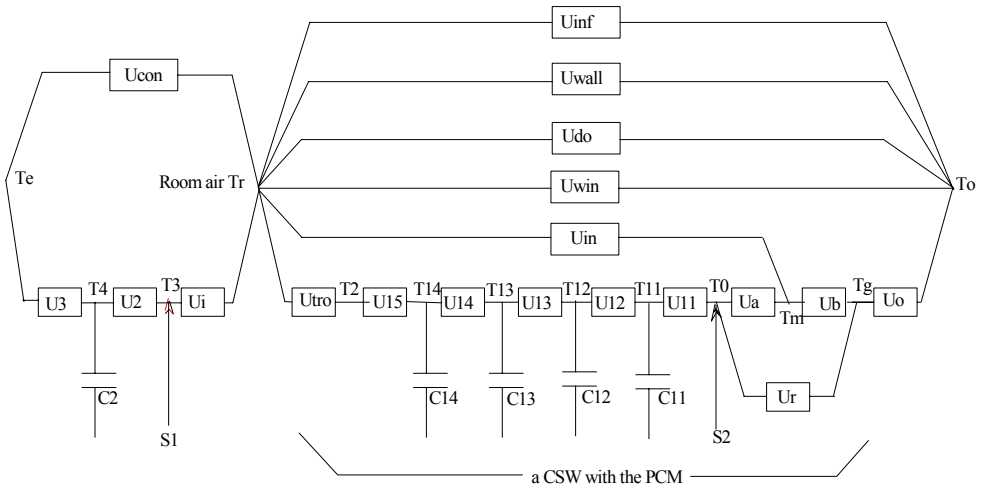 Uinf
Ucon
Uwall
Udo
Te
Room air Tr
Uwin
To
Uin
U3
T4
U2
T3
Ui
Utro
T2
U15
T14
U14
T13
U13
T12
U12
T11
U11
T0
Ua
Tm
Ub
Tg
Uo
C2
C14
C13
C12
C11
Ur
S1
S2
a CSW with the PCM